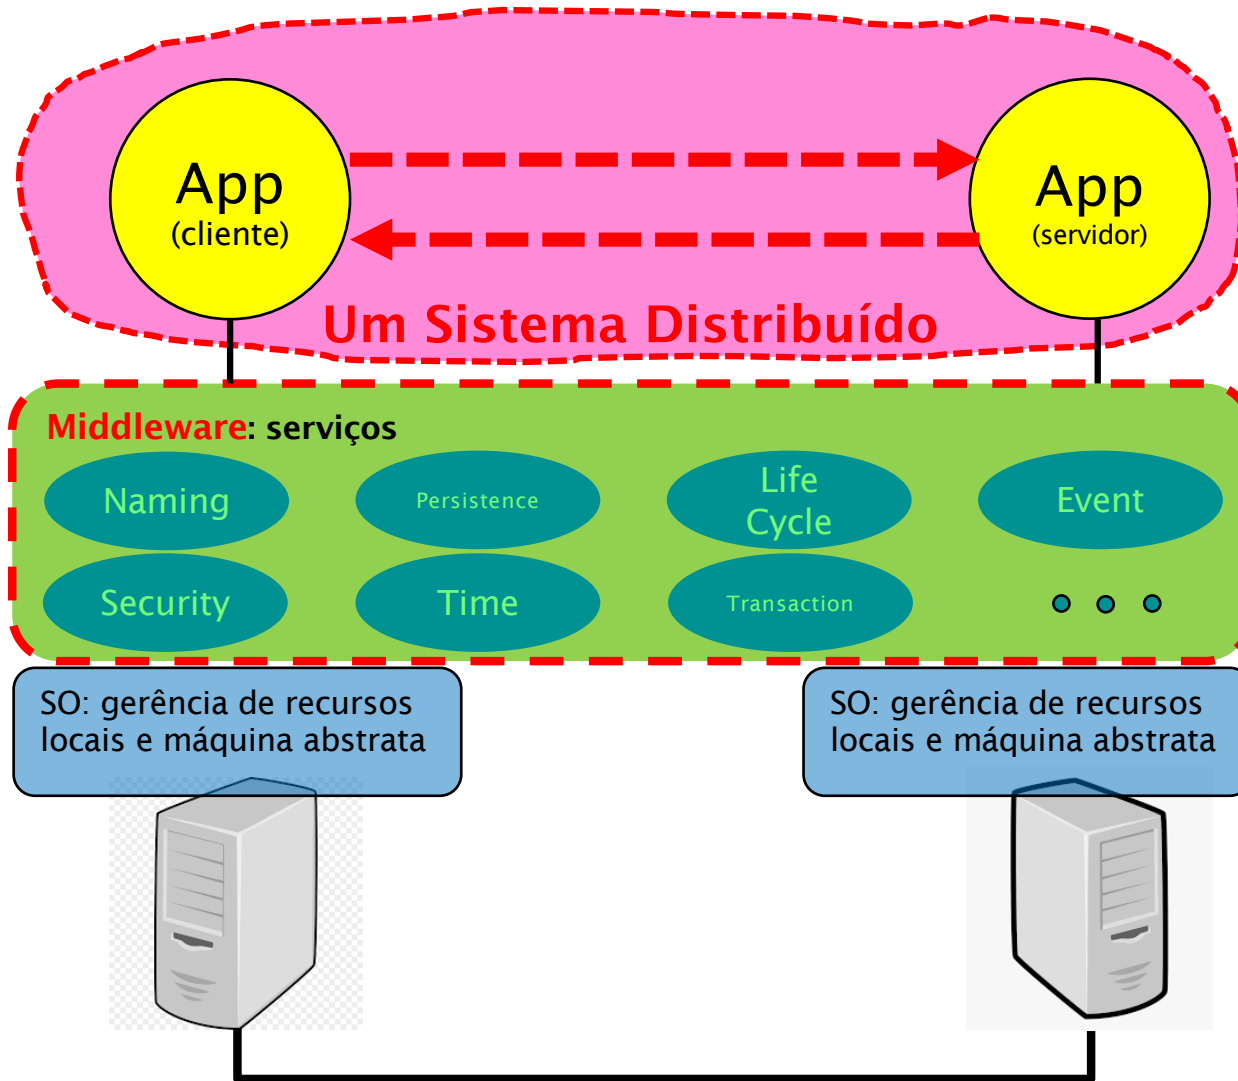 App
(cliente)
App
(servidor)
Um Sistema Distribuído
Middleware: serviços
Naming
Persistence
Life
Cycle
Event
Security
Time
Transaction
SO: gerência de recursos
locais e máquina abstrata
SO: gerência de recursos
locais e máquina abstrata